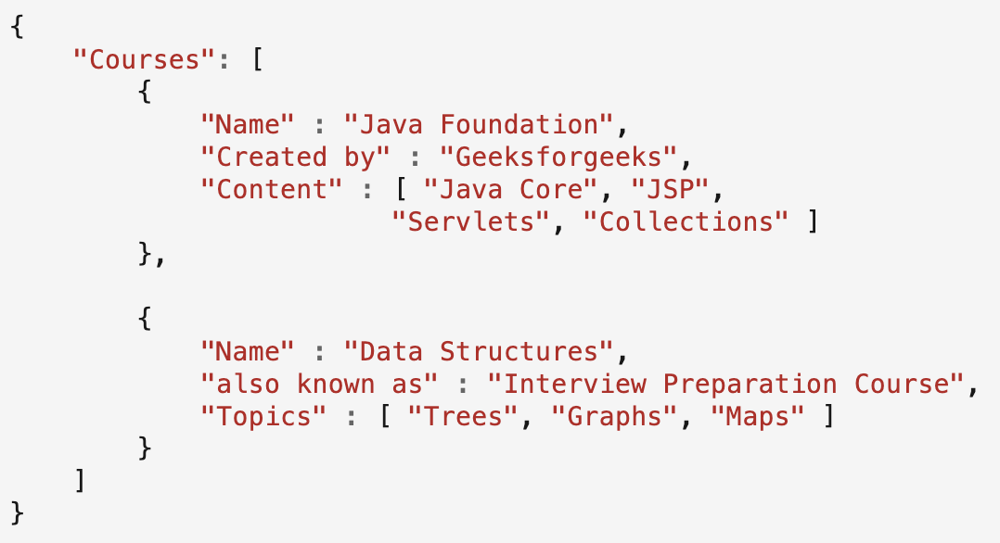 {
    "Courses": [
        {
            "Name" : "Java Foundation",
            "Created by" : "Geeksforgeeks",
            "Content" : [ "Java Core", "JSP",
                        "Servlets", "Collections" ]
        },

        {
            "Name" : "Data Structures",
            "also known as" : "Interview Preparation Course",
            "Topics" : [ "Trees", "Graphs", "Maps" ]
        }
    ]
}